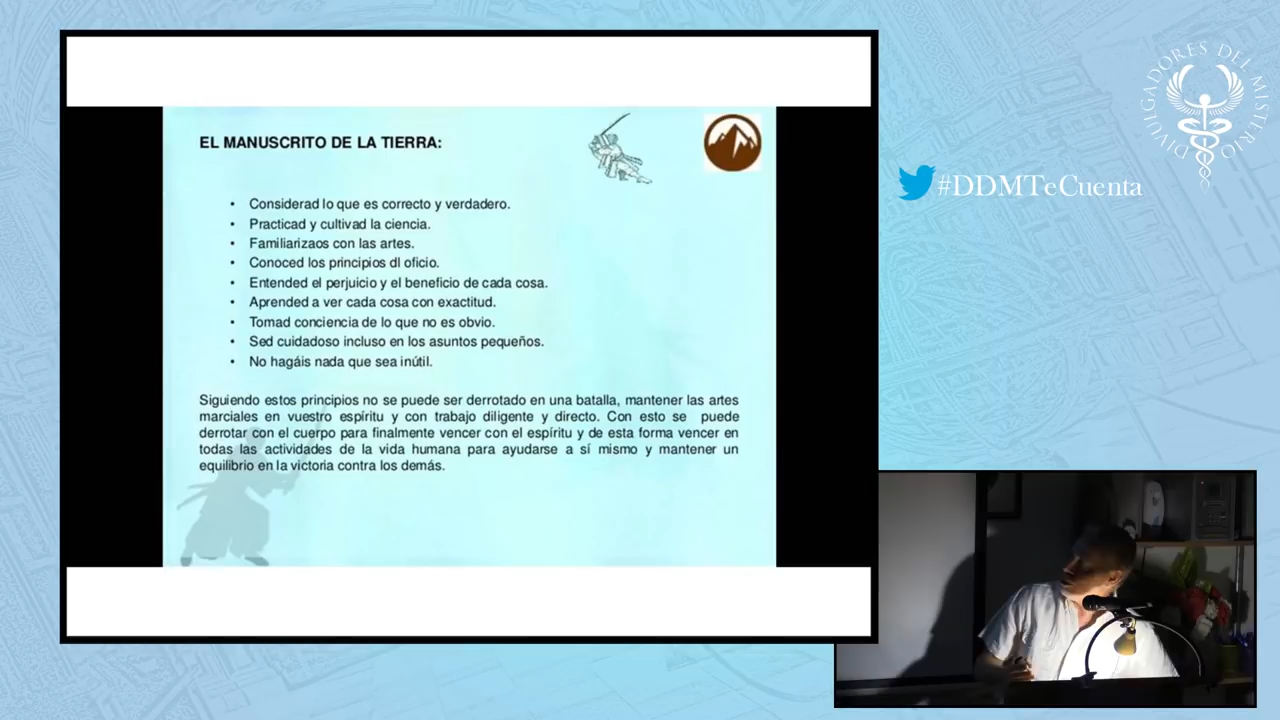 EL MANUSCRITO DE LA TIERRA:
• Considerad lo que es correcto y verdadero.
• Practicad y cultivad la ciencia.
• Familiarizaos con las artes.
• Conoced los principios dl oficio.
• Entended el perjuicio y el beneficio de cada cosa.
• Aprended a ver cada cosa con exactitud.
• Tomad conciencia de lo que no es obvio.
• Sed cuidadoso incluso en los asuntos pequeños.
• No hagáis nada que sea inútil.
Siguiendo estos principios no se puede ser derrotado en una batalla, mantener las artes
marciales en vuestro espíritu y con trabajo diligente y directo. Con esto se puede
derrotar con el cuerpo para finalmente vencer con el espíritu y de esta forma vencer en
todas las actividades de la vida humana para ayudarse a sí mismo y mantener un
equilibrio en la victoria contra los demás.
DIVULGADORES DEL MISTERIO
#DDMTeCuenta